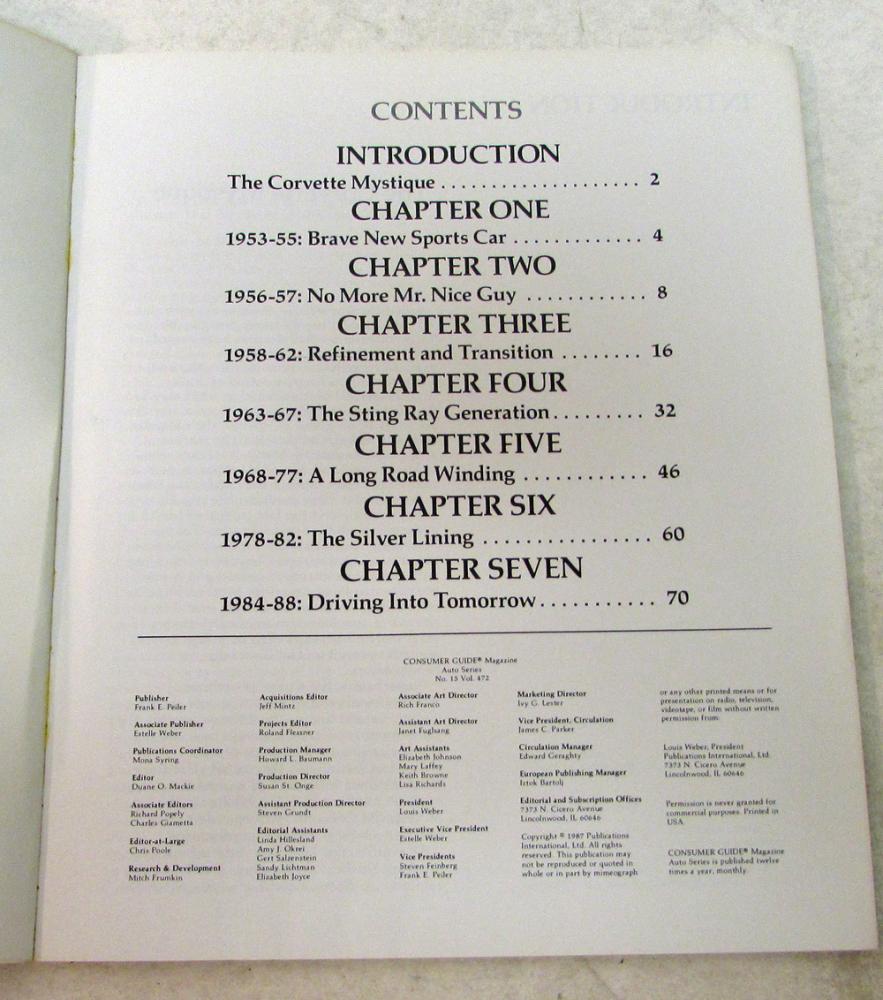 CONTENTS
INTRODUCTION
The Corvette Mystique .................... 2
CHAPTER ONE
1953-55: Brave New Sports Car ............. 4
CHAPTER TWO
1956-57: No More Mr. Nice Guy ............ 8
CHAPTER THREE
1958-62: Refinement and Transition ........ 16
CHAPTER FOUR
1963-67: The Sting Ray Generation......... 32
CHAPTER FIVE
1968-77: A Long Road Winding ............ 46
CHAPTER SIX
1978-82: The Silver Lining ................ 60
CHAPTER SEVEN
1984-88: Driving Into Tomorrow........... 70
CONSUMER GUIDE® Magazine
Auto Series
No. 15 Vol. 472
Publisher
Frank E. Peiler
Associate Publisher
Estelle Weber
Publications Coordinator
Mona Syring
Editor
Duane O. Mackie
Associate Editors
Richard Popely
Charles Giametta
Editor-at-Large
Chris Poole
Research & Development
Mitch Frumkin
Acquisitions Editor
Jeff Mintz
Projects Editor
Roland Flessner
Production Manager
Howard L. Baumann
Production Director
Susan St. Onge
Assistant Production Director
Steven Grundt
Editorial Assistants
Linda Hillesland
Amy J. Okrei
Gert Salzenstein
Sandy Lichtman
Elizabeth Joyce
Associate Art Director
Rich Franco
Assistant Art Director
Janet Fuglsang
Art Assistants
Elizabeth Johnson
Mary Laffey
Keith Browne
Lisa Richards
President
Louis Weber
Executive Vice President
Estelle Weber
Vice Presidents
Steven Feinberg
Frank E. Peiler
Marketing Director
Ivy G. Lester
Vice President, Circulation
James C. Parker
Circulation Manager
Edward Geraghty
European Publishing Manager
Iztok Bartolj
Editorial and Subscription Offices
7373 N. Cicero Avenue
Lincolnwood, IL 60646
Copyright © 1987 Publications
International, Ltd. All rights
reserved. This publication may
not be reproduced or quoted in
whole or in part by mimeograph
or any other printed means or for
presentation on radio, television,
videotape, or film without written
permission from:
Louis Weber, President
Publications International, Ltd.
7373 N. Cicero Avenue
Lincolnwood, IL 60646
Permission is never granted for
commercial purposes. Printed in
USA.
CONSUMER GUIDE® Magazine
Auto Series is published twelve
times a year, monthly.